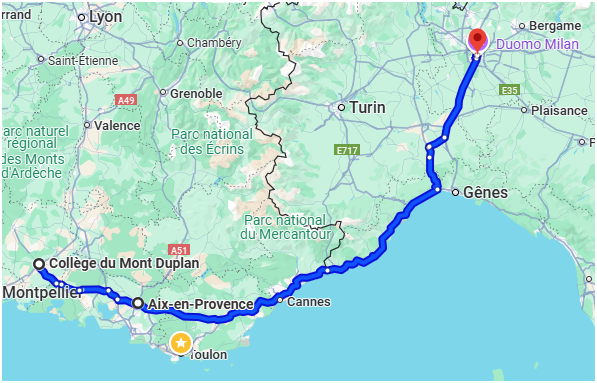 rrand
Lyon
Bergame
Duomo Milan
Chambéry
Saint-Étienne
E35
Grenoble
A49
Turin
Plaisance
Valence
arc naturel
régional
des Monts
d'Ardèche
Parc national
des Écrins
E717
P
Gênes
Parc national
du Mercantour
A51
Collège du Mont Duplan
Montpellier
Aix-en-Provence
Cannes
Toulon